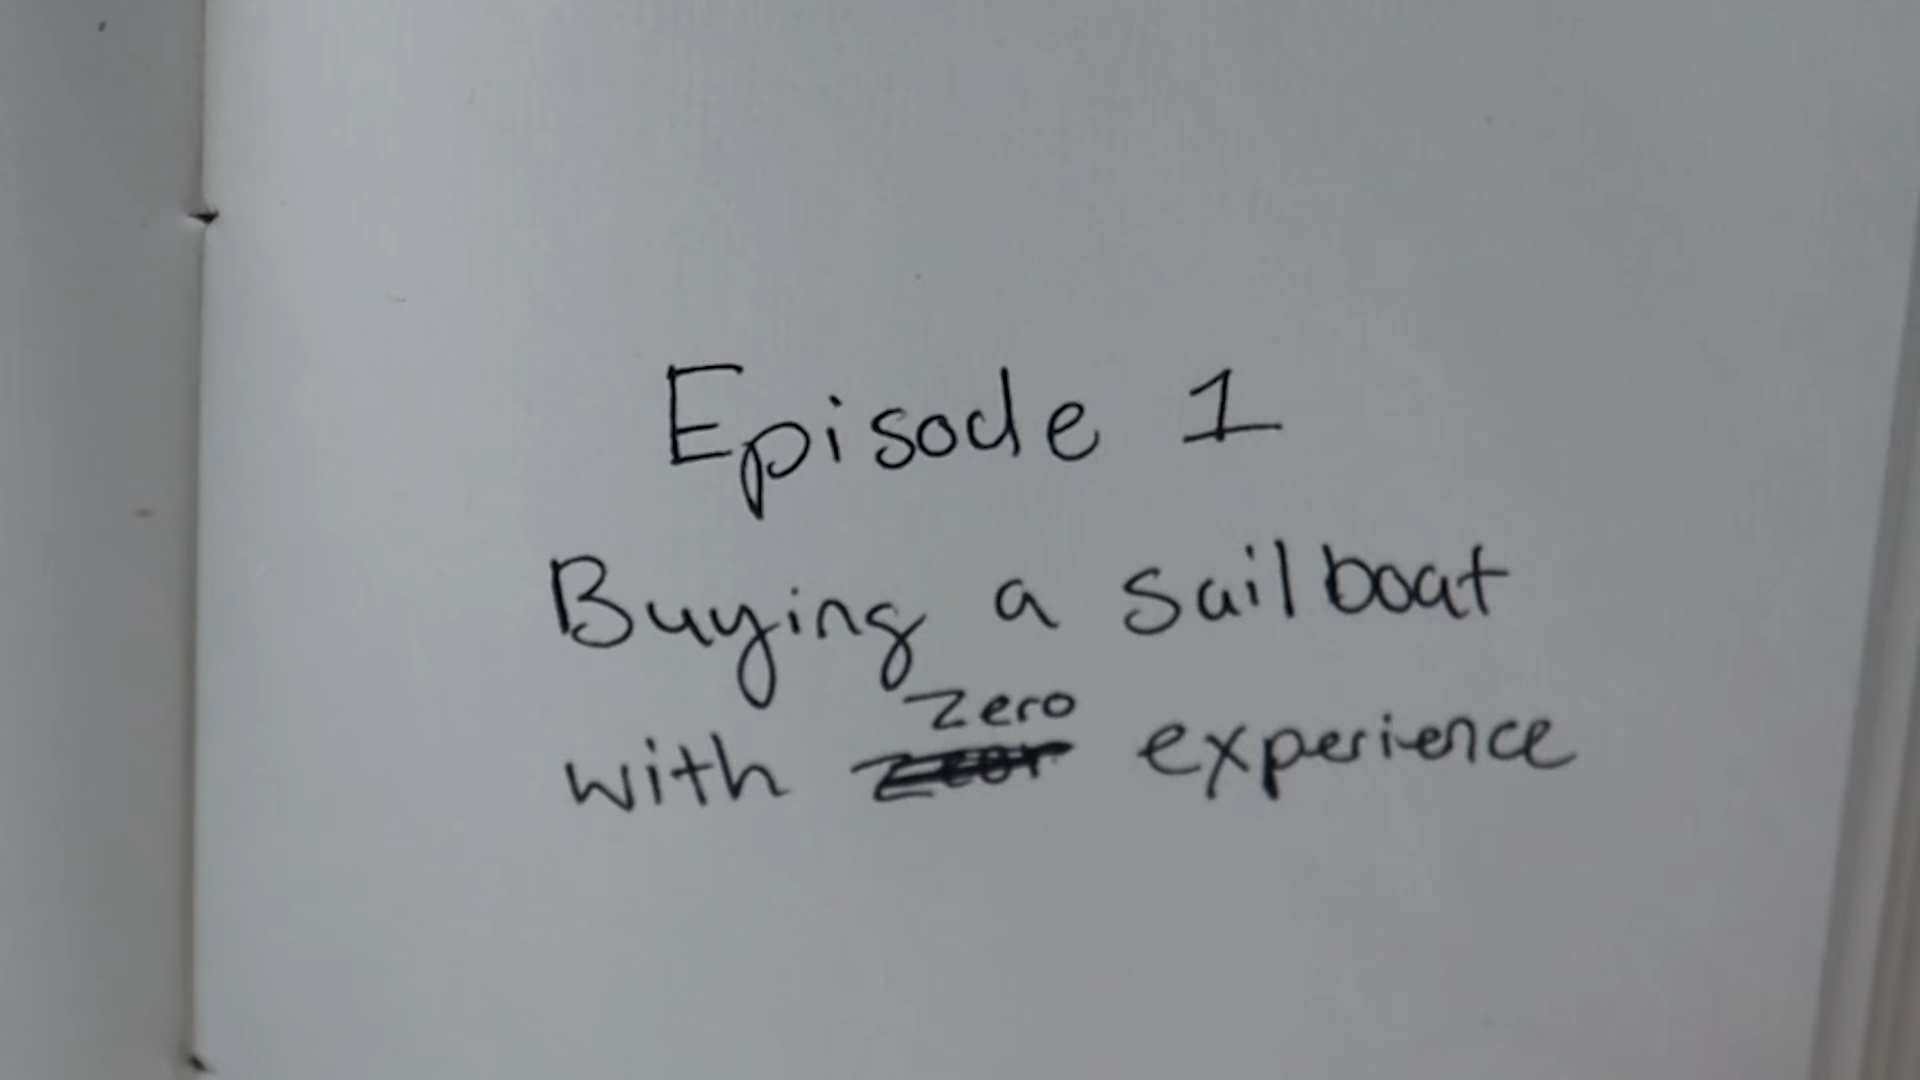 Episode 1
Buying a sailboat
zero
with experience